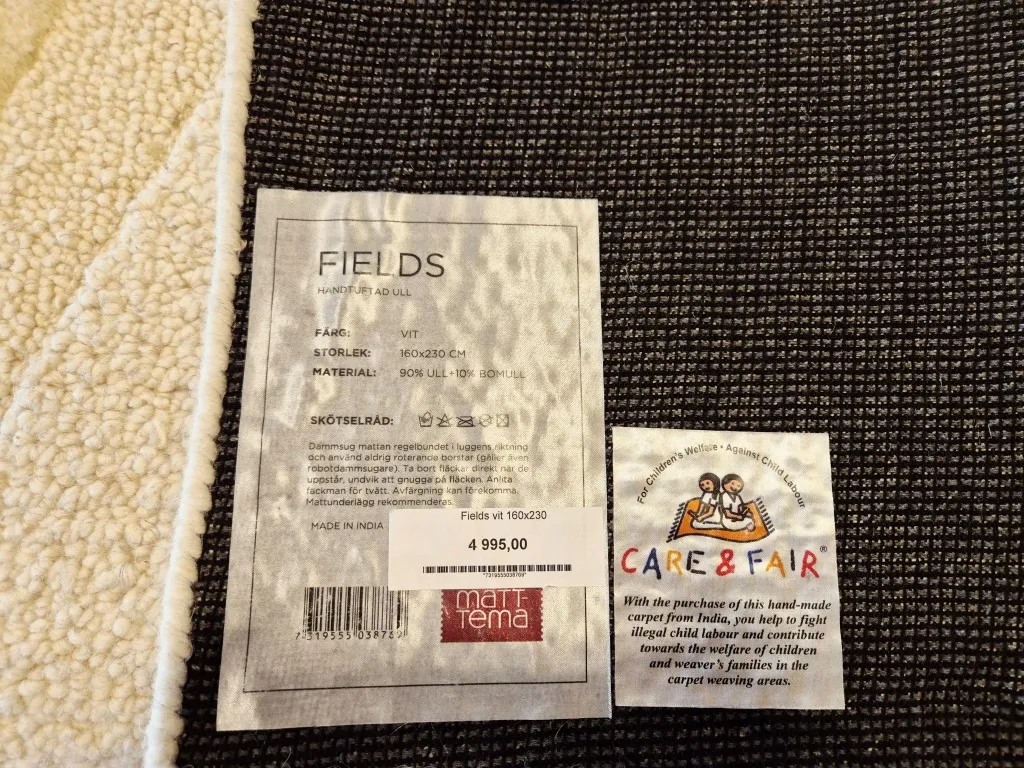 FIELDS
HANDTUFTAD ULL
FÄRG: VIT
STORLEK: 160x230 CM
MATERIAL: 90% ULL+10% BOMULL
SKÖTSELRÅD:
Dammsug mattan regelbundet i luggens riktning
och använd aldrig roterande borstar (gäller även
robotdammsugare). Ta bort fläckar direkt när de
uppstår, undvik att gnugga på fläcken. Anlita
fackman för tvätt. Avfärgning kan förekomma.
Mattunderlägg rekommenderas.
MADE IN INDIA
Fields vit 160x230
4 995,00
*7319555038769*
7 319555 038769
matt-
Tema
For Children's Welfare • Against Child Labour
CARE & FAIR®
With the purchase of this hand-made
carpet from India, you help to fight
illegal child labour and contribute
towards the welfare of children
and weaver's families in the
carpet weaving areas.